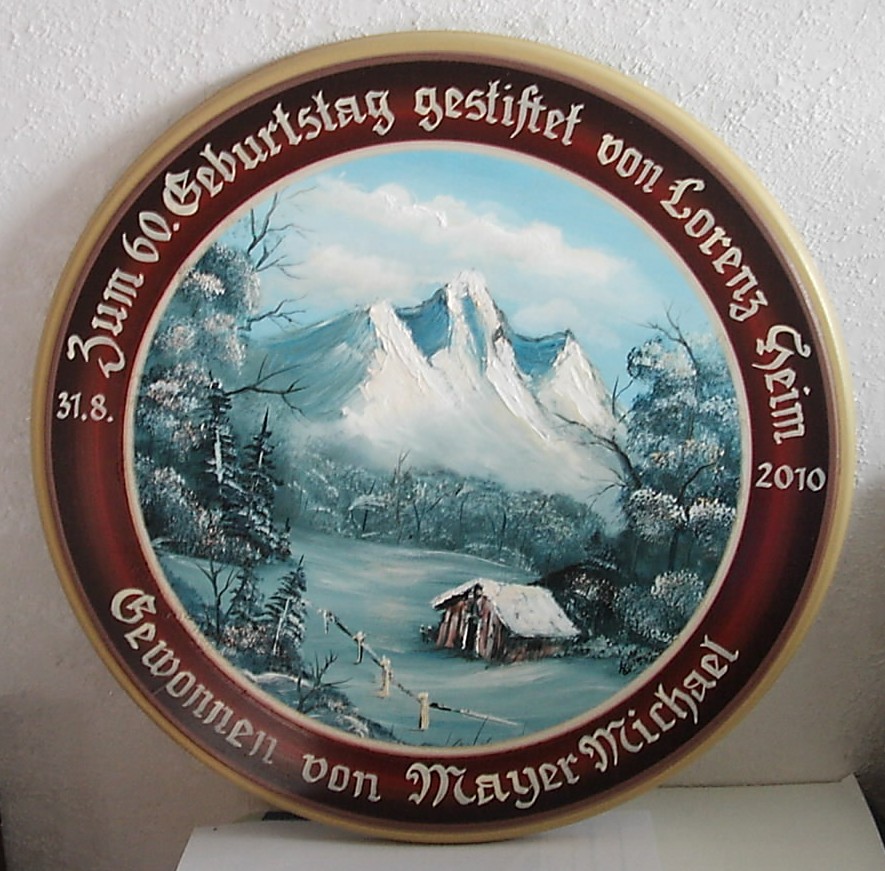 Zum 60. Geburtstag gestiftet von Lorenz Heim
31.8.
2010
Gewonnen von Mayer Michael